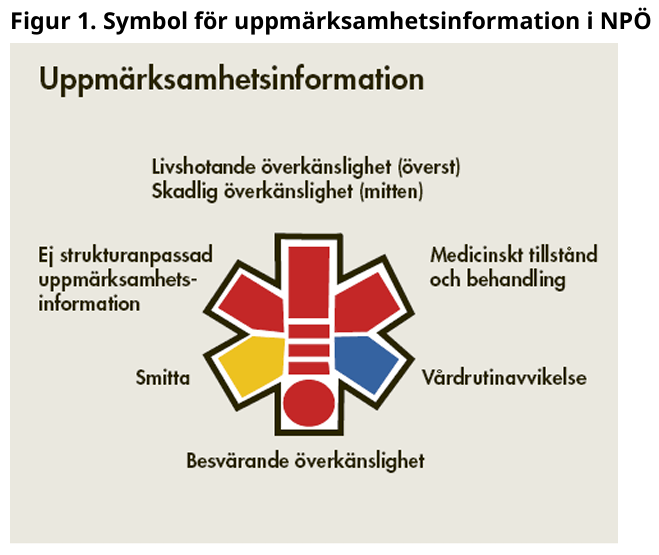 Figur 1. Symbol för uppmärksamhetsinformation i NPÖ
Uppmärksamhetsinformation
Livshotande överkänslighet (överst)
Skadlig överkänslighet (mitten)
Ej strukturanpassad
uppmärksamhets-
information
Medicinskt tillstånd
och behandling
Smitta
Vårdrutinavvikelse
Besvärande överkänslighet